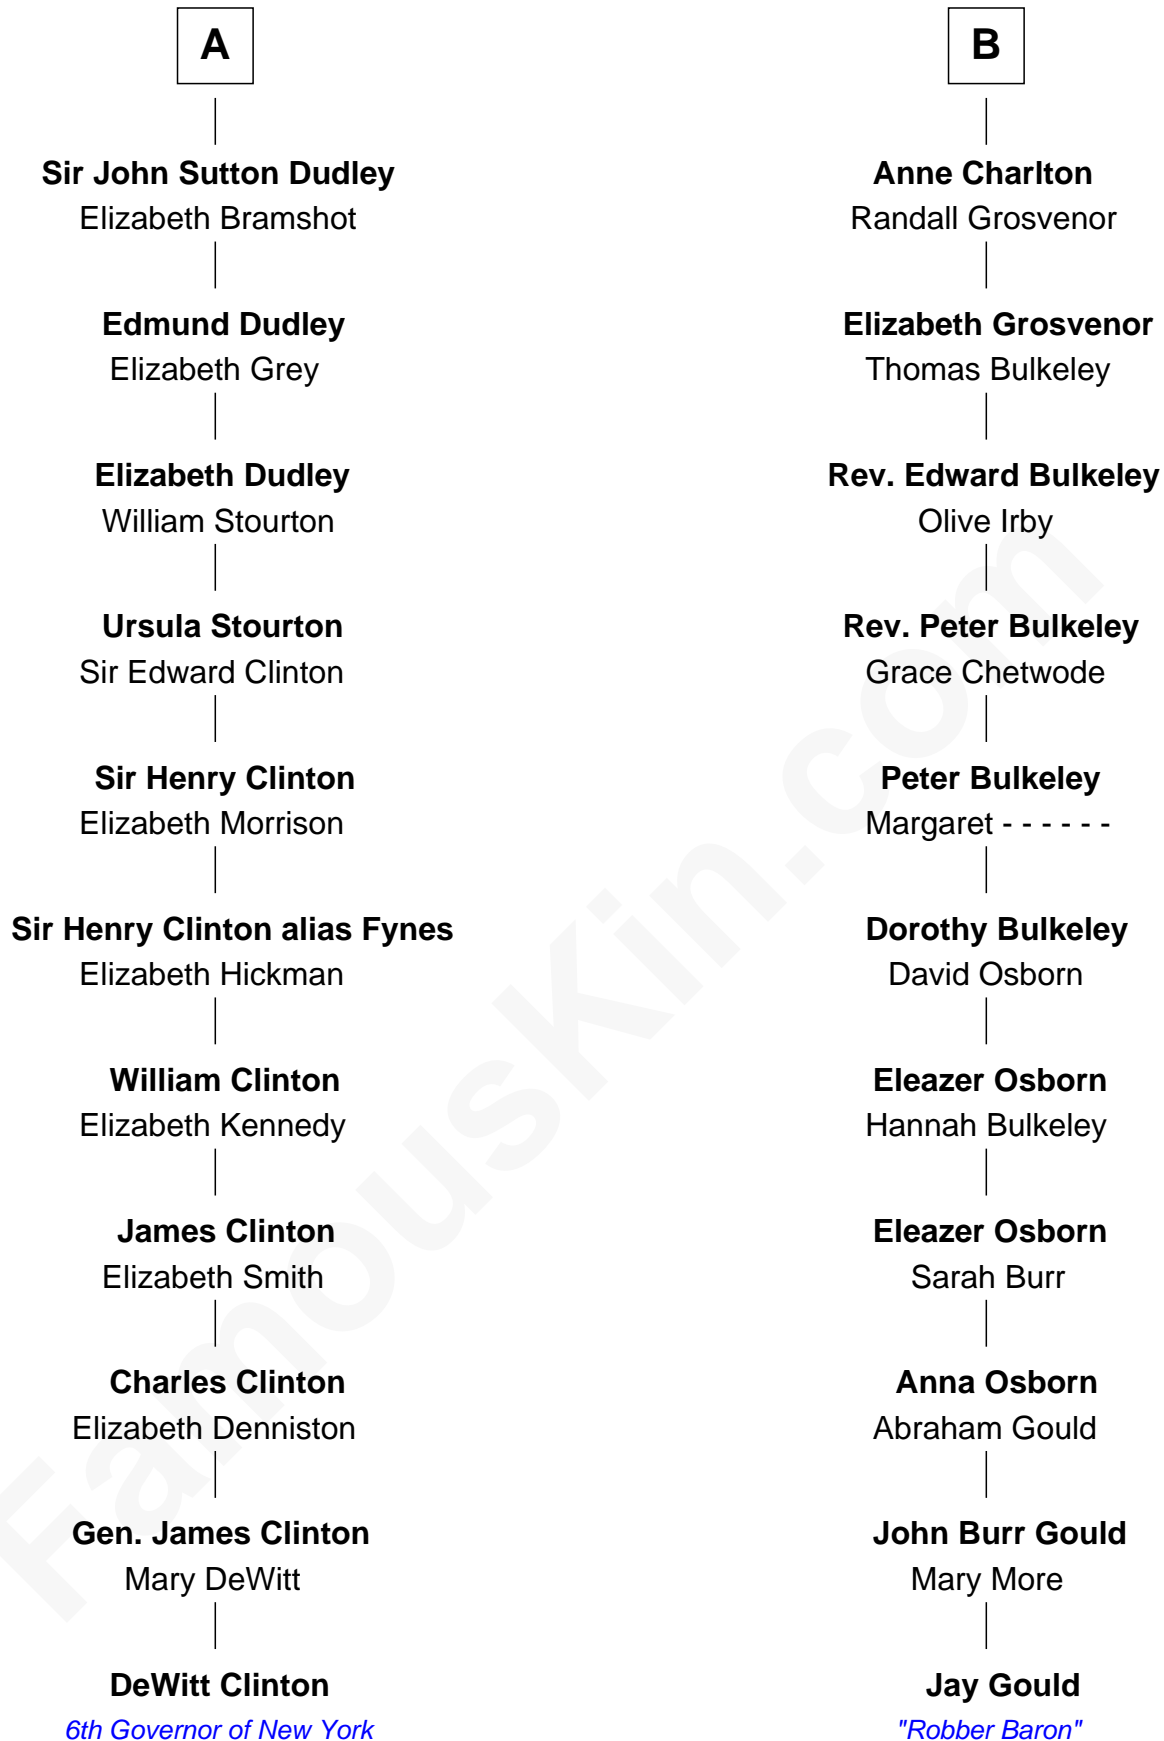 A
Sir John Sutton Dudley
Elizabeth Bramshot
Edmund Dudley
Elizabeth Grey
Elizabeth Dudley
William Stourton
Ursula Stourton
Sir Edward Clinton
Sir Henry Clinton
Elizabeth Morrison
Sir Henry Clinton alias Fynes
Elizabeth Hickman
William Clinton
Elizabeth Kennedy
James Clinton
Elizabeth Smith
Charles Clinton
Elizabeth Denniston
Gen. James Clinton
Mary DeWitt
DeWitt Clinton
6th Governor of New York
B
Anne Charlton
Randall Grosvenor
Elizabeth Grosvenor
Thomas Bulkeley
Rev. Edward Bulkeley
Olive Irby
Rev. Peter Bulkeley
Grace Chetwode
Peter Bulkeley
Margaret - - - - - -
Dorothy Bulkeley
David Osborn
Eleazer Osborn
Hannah Bulkeley
Eleazer Osborn
Sarah Burr
Anna Osborn
Abraham Gould
John Burr Gould
Mary More
Jay Gould
"Robber Baron"
FamousKin.com